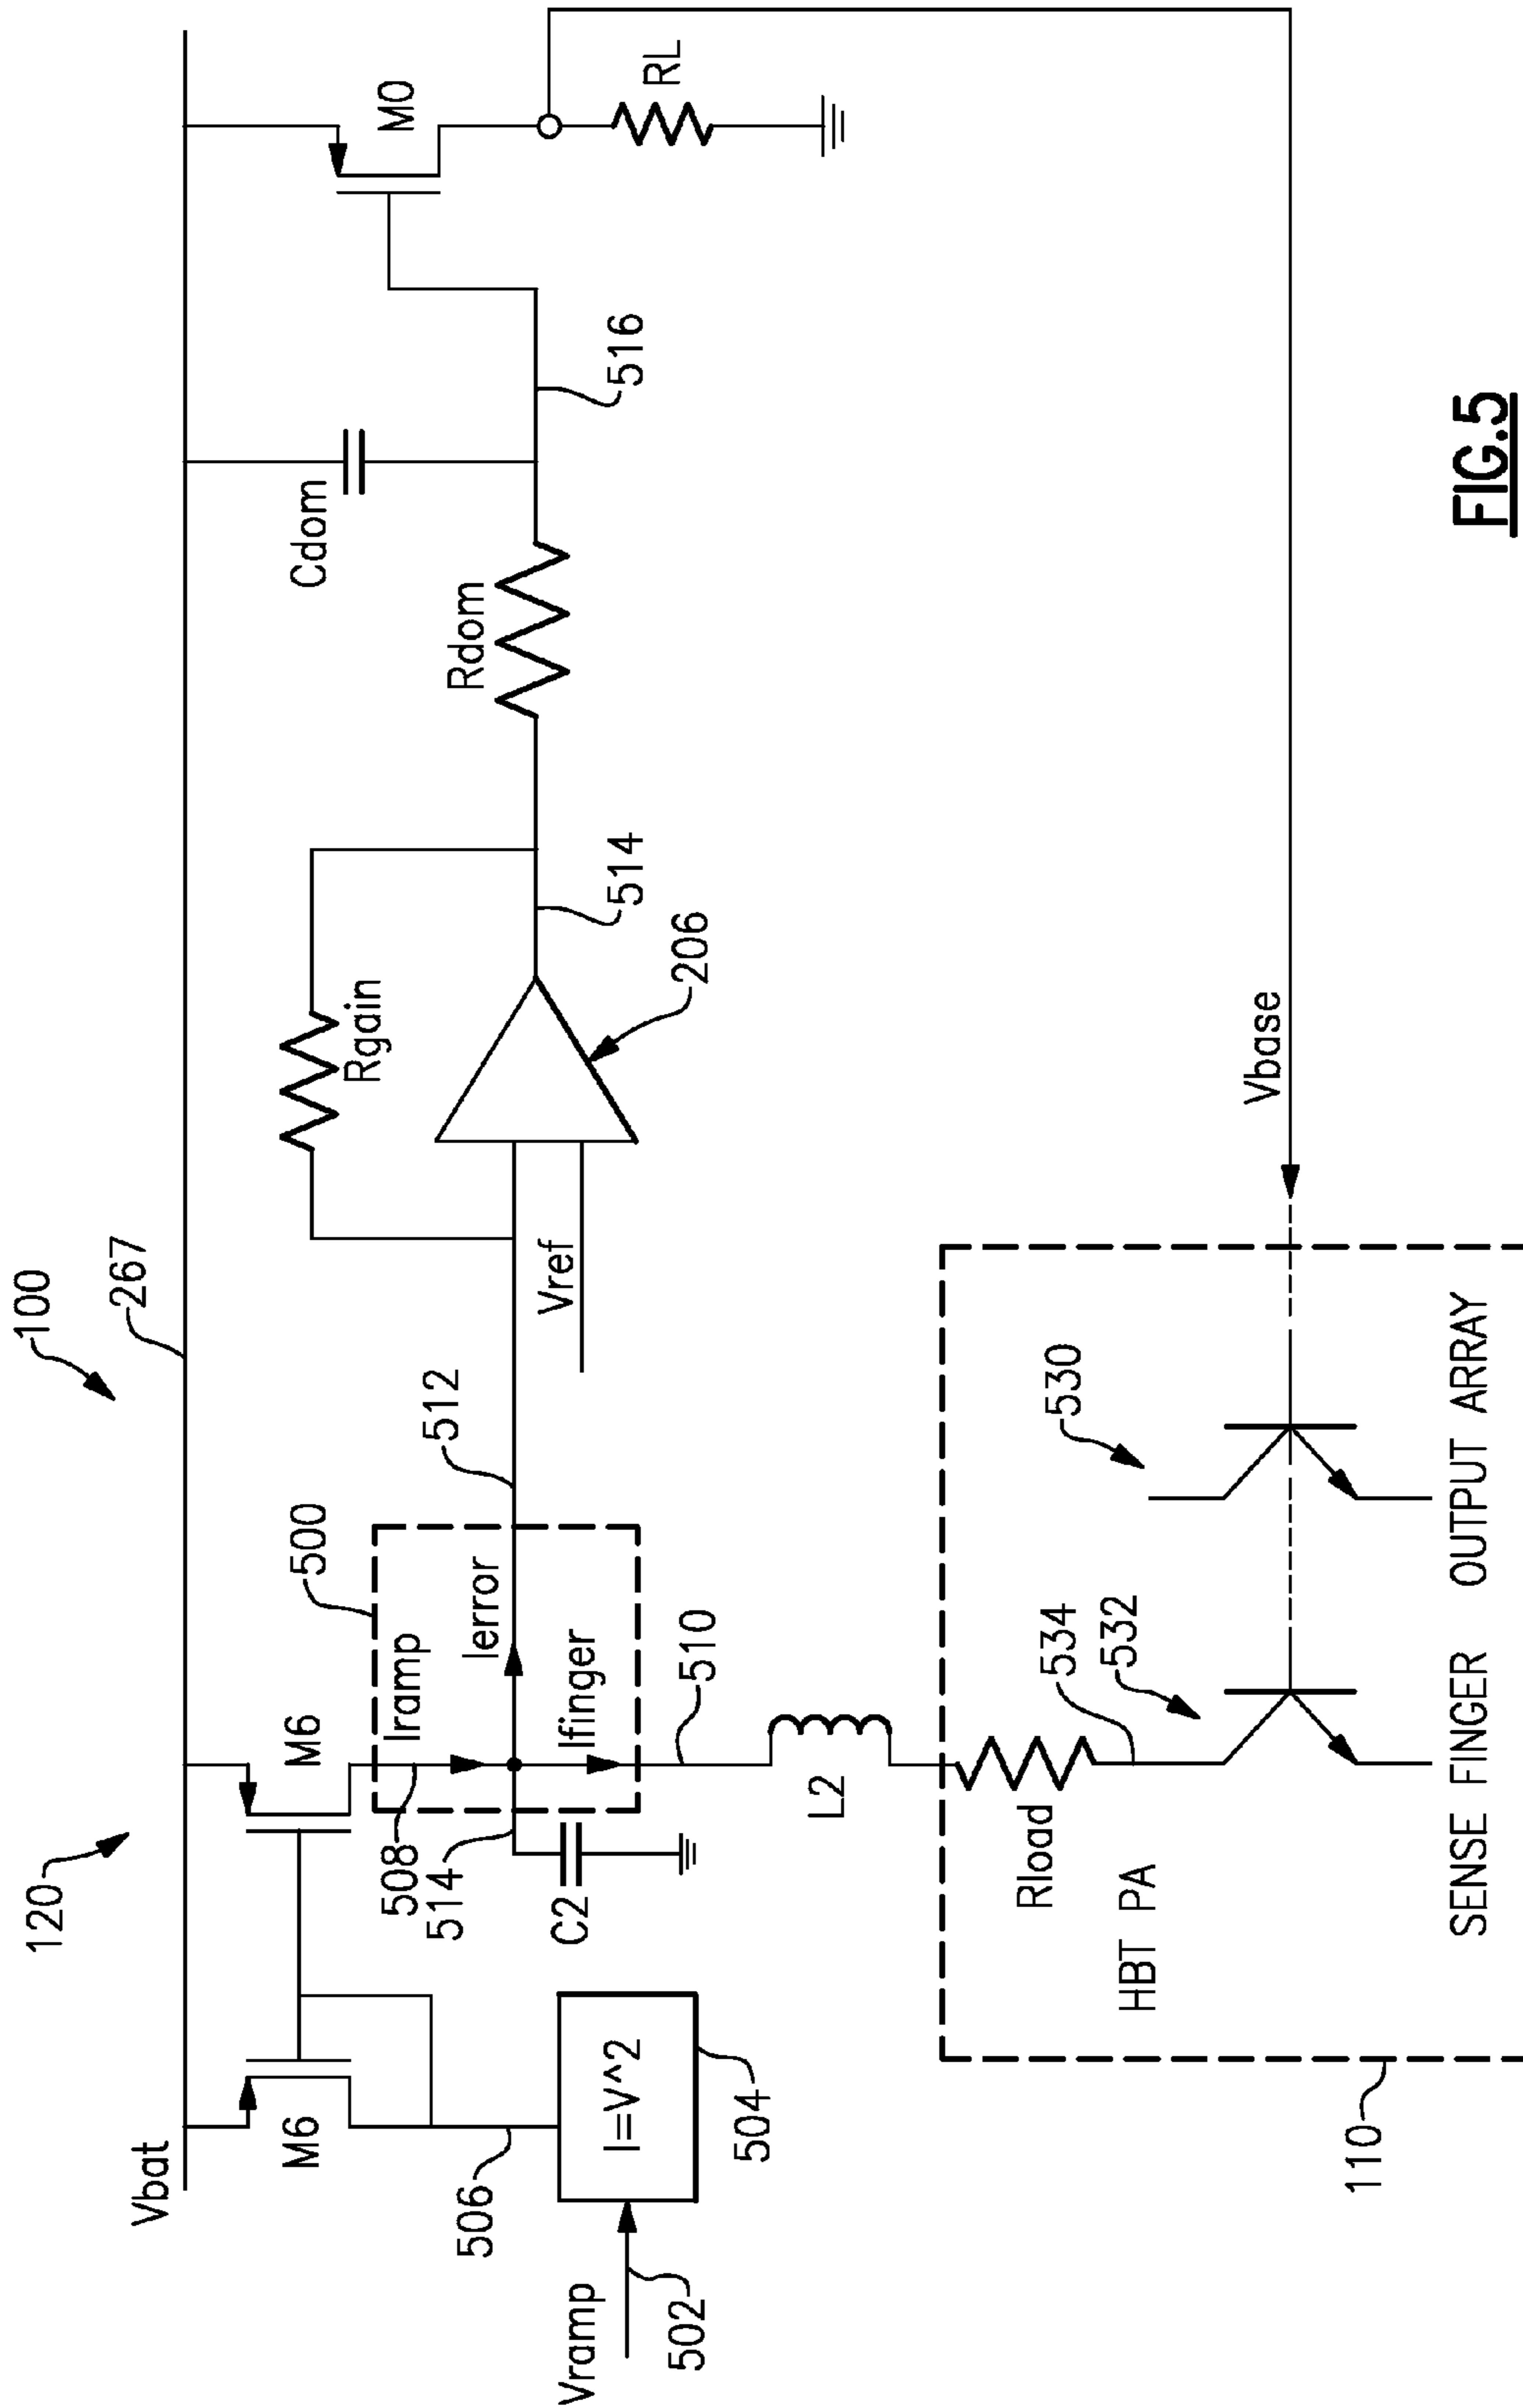 100
120
267
Vbat
M6
M6
500
Iramp
Ierror
Ifinger
508
514
C2
506
I=V^2
504
Vramp
502
510
512
Vref
Rgain
206
514
Rdom
Cdom
516
M0
RL
L2
Rload
534
532
530
HBT PA
SENSE FINGER
OUTPUT ARRAY
110
Vbase
FIG.5